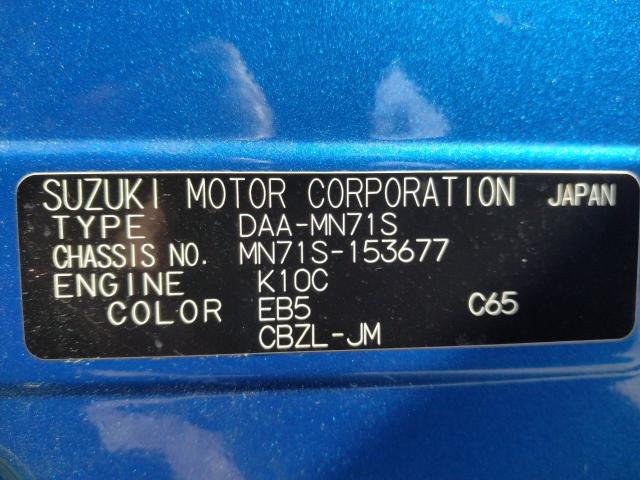 SUZUKI MOTOR CORPORATION JAPAN
TYPE DAA-MN71S
CHASSIS NO. MN71S-153677
ENGINE K10C
COLOR EB5 C65
CBZL-JM